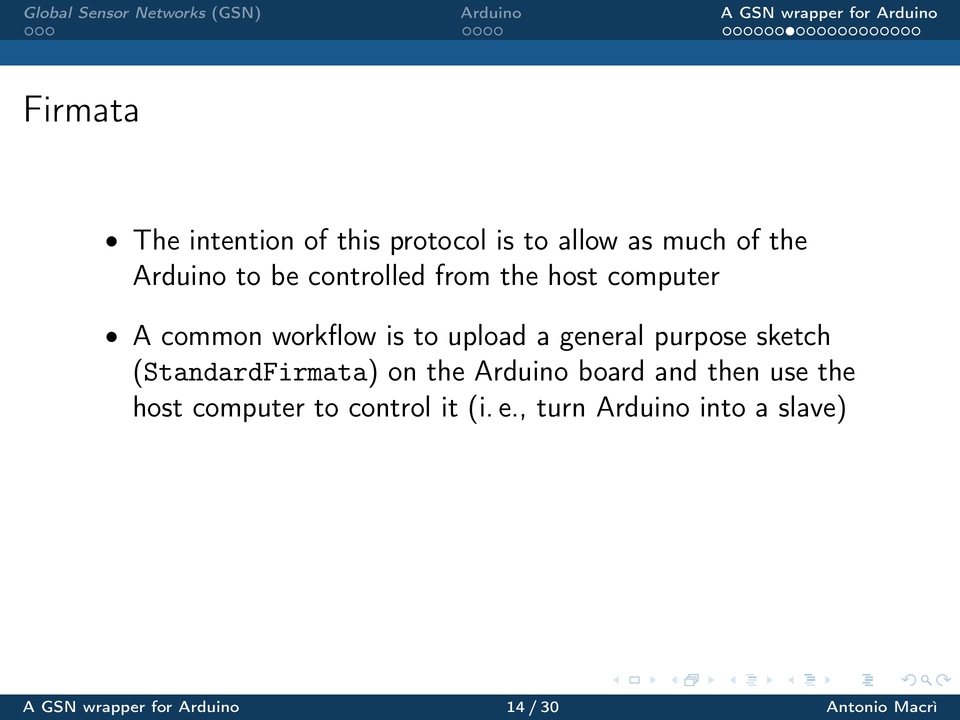 Global Sensor Networks (GSN) Arduino A GSN wrapper for Arduino
Firmata
• The intention of this protocol is to allow as much of the
Arduino to be controlled from the host computer
• A common workflow is to upload a general purpose sketch
(StandardFirmata) on the Arduino board and then use the
host computer to control it (i. e., turn Arduino into a slave)
A GSN wrapper for Arduino 14 / 30 Antonio Macrì